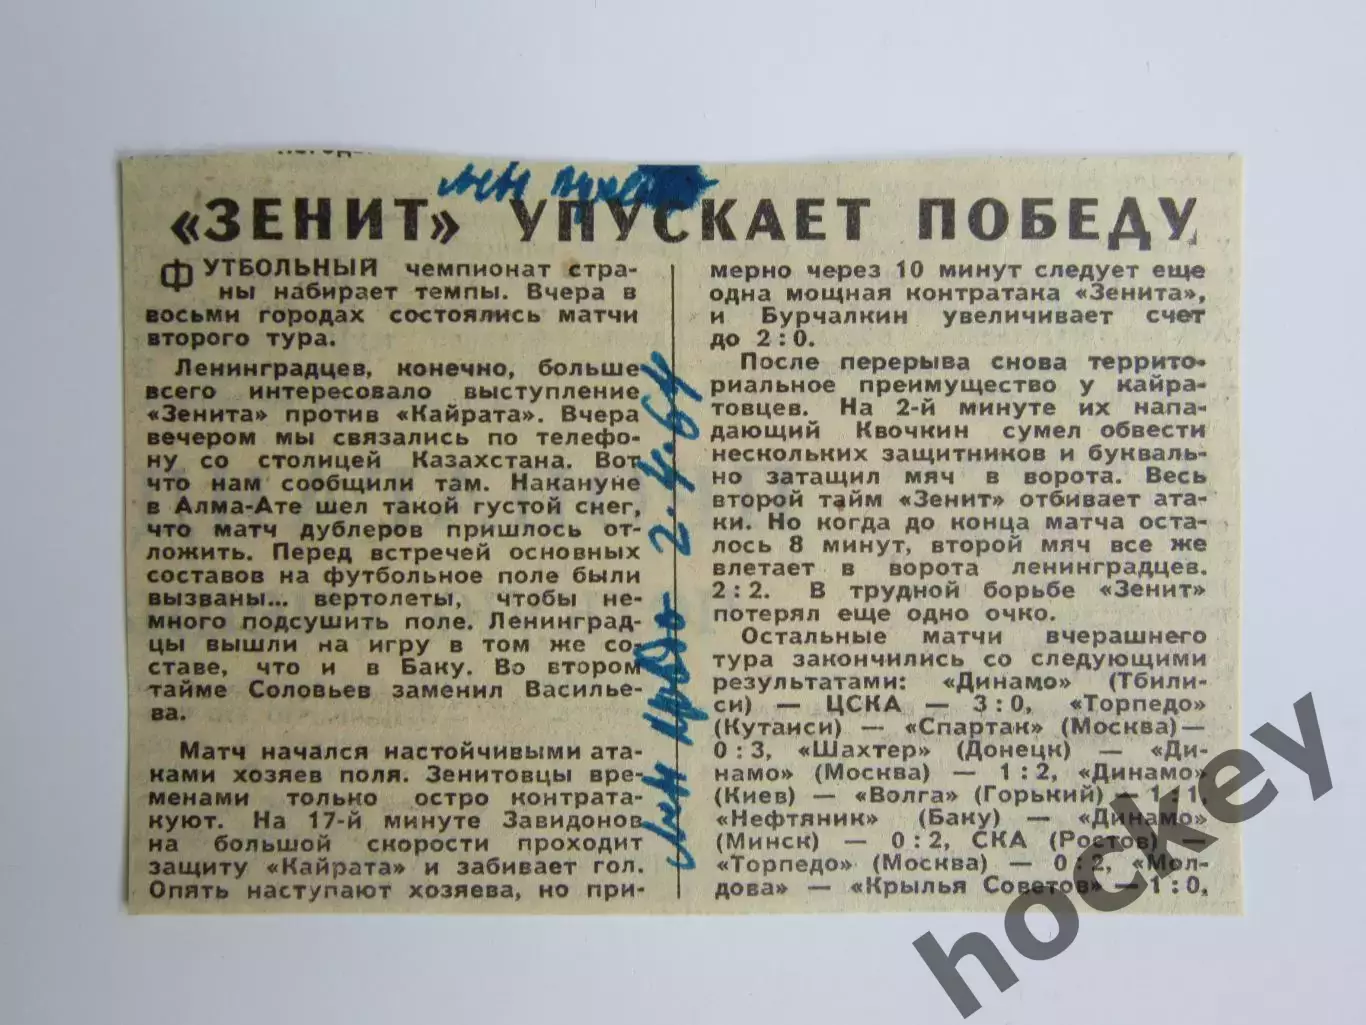 «ЗЕНИТ» УПУСКАЕТ ПОБЕДУ
ФУТБОЛЬНЫЙ чемпионат стра-
ны набирает темпы. Вчера в
восьми городах состоялись матчи
второго тура.
Ленинградцев, конечно, больше
всего интересовало выступление
«Зенита» против «Кайрата». Вчера
вечером мы связались по телефо-
ну со столицей Казахстана. Вот
что нам сообщили там. Накануне
в Алма-Ате шел такой густой снег,
что матч дублеров пришлось от-
ложить. Перед встречей основных
составов на футбольное поле были
вызваны... вертолеты, чтобы не-
много подсушить поле. Ленинград-
цы вышли на игру в том же со-
ставе, что и в Баку. Во втором
тайме Соловьев заменил Василье-
ва.
Матч начался настойчивыми ата-
ками хозяев поля. Зенитовцы вре-
менами только остро контрата-
куют. На 17-й минуте Завидонов
на большой скорости проходит
защиту «Кайрата» и забивает гол.
Опять наступают хозяева, но при-
мерно через 10 минут следует еще
одна мощная контратака «Зенита»,
и Бурчалкин увеличивает счет
до 2 : 0.
После перерыва снова террито-
риальное преимущество у кайра-
товцев. На 2-й минуте их напа-
дающий Квочкин сумел обвести
нескольких защитников и букваль-
но затащил мяч в ворота. Весь
второй тайм «Зенит» отбивает ата-
ки. Но когда до конца матча оста-
лось 8 минут, второй мяч все же
влетает в ворота ленинградцев.
2 : 2. В трудной борьбе «Зенит»
потерял еще одно очко.
Остальные матчи вчерашнего
тура закончились со следующими
результатами: «Динамо» (Тбили-
си) — ЦСКА — 3 : 0, «Торпедо»
(Кутаиси) — «Спартак» (Москва)—
0 : 3, «Шахтер» (Донецк) — «Ди-
намо» (Москва) — 1 : 2, «Динамо»
(Киев) — «Волга» (Горький) — 1 : 1,
«Нефтяник» (Баку) — «Динамо»
(Минск) — 0 : 2, СКА (Ростов) —
«Торпедо» (Москва) — 0 : 2, «Мол-
дова» — «Крылья Советов» — 1 : 0,
2.4.64
hockey